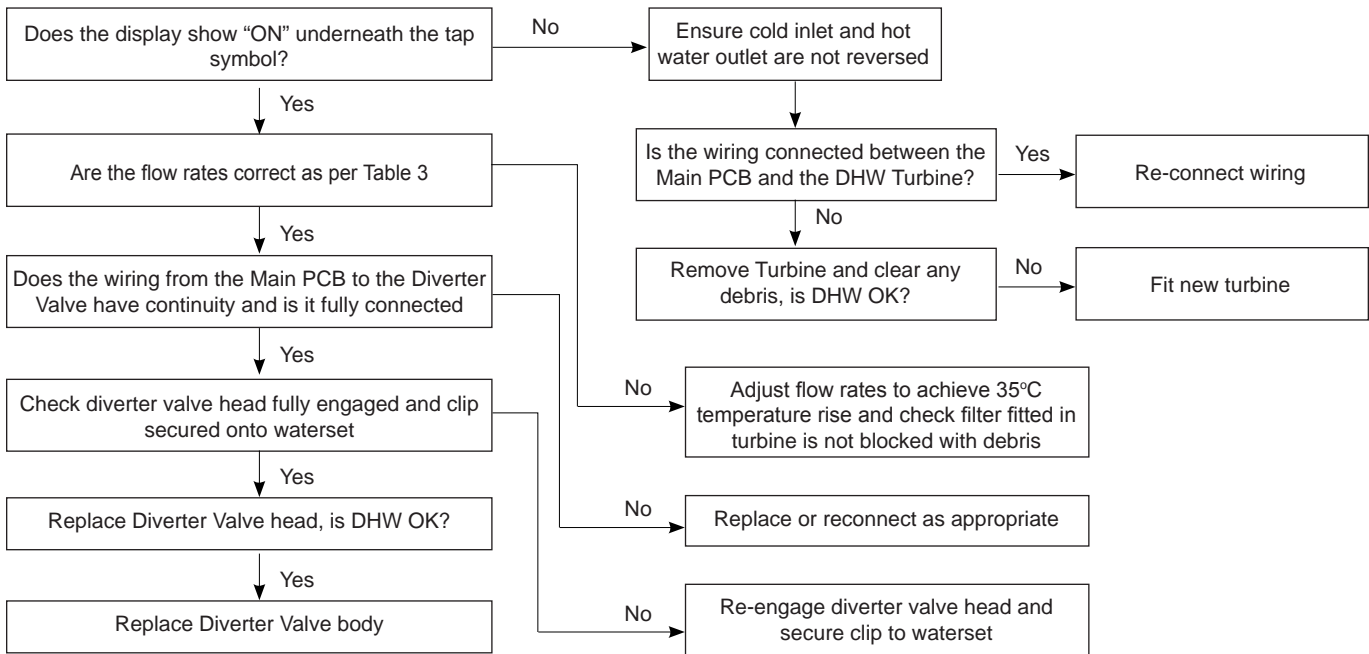 Does the display show “ON” underneath the tap
symbol?
No
Ensure cold inlet and hot
water outlet are not reversed
Yes
Are the flow rates correct as per Table 3
Is the wiring connected between the
Main PCB and the DHW Turbine?
Yes
Re-connect wiring
No
Yes
Does the wiring from the Main PCB to the Diverter
Valve have continuity and is it fully connected
Remove Turbine and clear any
debris, is DHW OK?
No
Fit new turbine
Yes
Check diverter valve head fully engaged and clip
secured onto waterset
No
Adjust flow rates to achieve 35°C
temperature rise and check filter fitted in
turbine is not blocked with debris
Yes
Replace Diverter Valve head, is DHW OK?
No
Replace or reconnect as appropriate
Yes
Replace Diverter Valve body
No
Re-engage diverter valve head and
secure clip to waterset